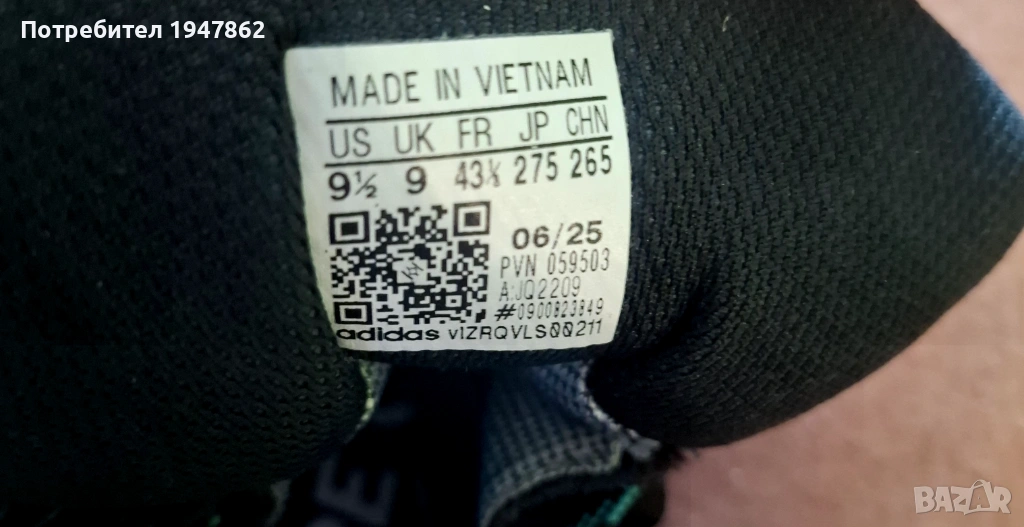 Потребител 1947862
MADE IN VIETNAM
US UK FR JP CHN
9½ 9 43⅓ 275 265
06/25
PVN 059503
A:JQ2209
#0900823849
adidas vIZRQVLS00211
BAZAR